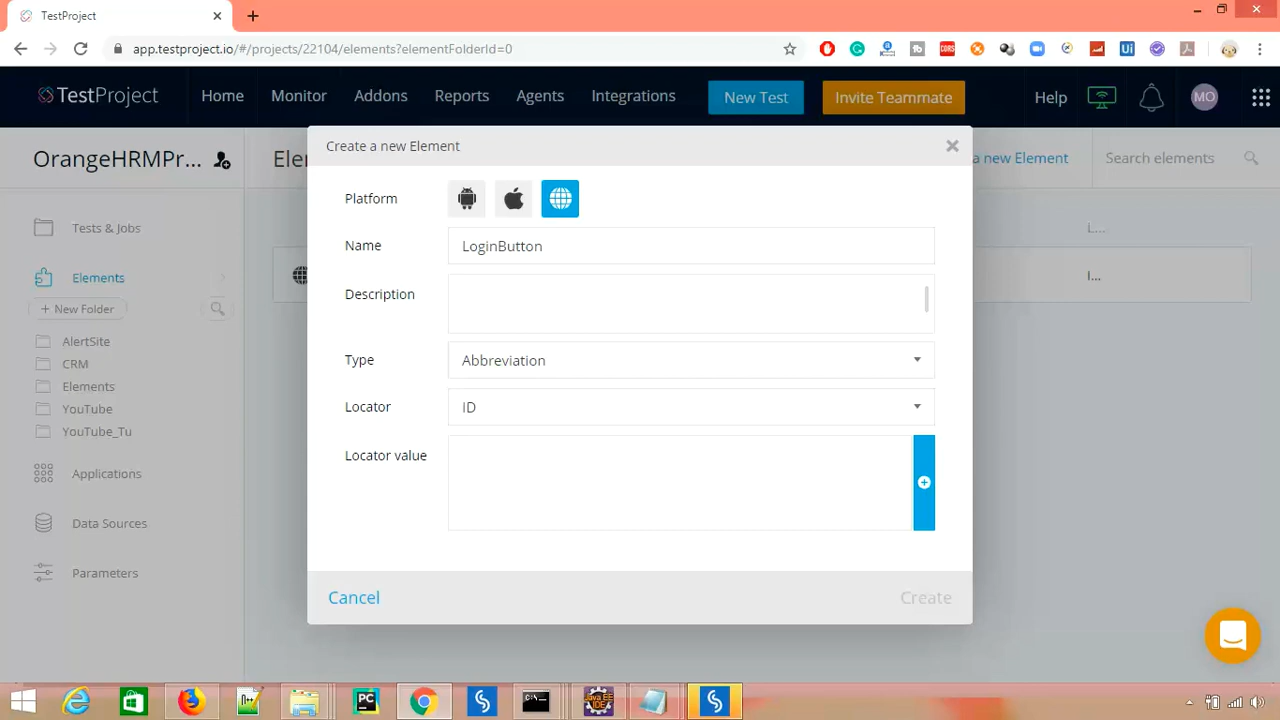 TestProject
app.testproject.io/#/projects/22104/elements?elementFolderId=0
TestProject
Home
Monitor
Addons
Reports
Agents
Integrations
New Test
Invite Teammate
Help
MO
OrangeHRMPr...
Ele
a new Element
Search elements
Create a new Element
Platform
Name
LoginButton
Description
Type
Abbreviation
Locator
ID
Locator value
Cancel
Create
Tests & Jobs
Elements
+ New Folder
AlertSite
CRM
Elements
YouTube
YouTube_Tu
Applications
Data Sources
Parameters
L...
I...